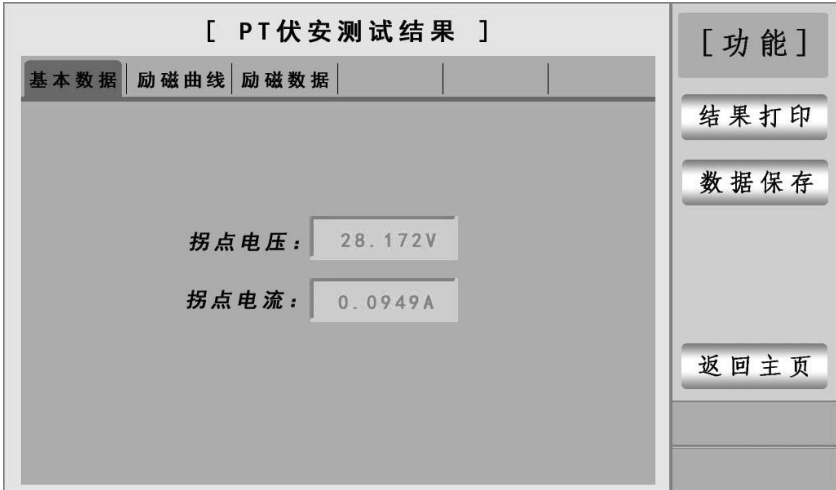 [ PT伏安测试结果 ]
基本数据 励磁曲线 励磁数据
拐点电压: 28.172V
拐点电流: 0.0949A
[功能]
结果打印
数据保存
返回主页